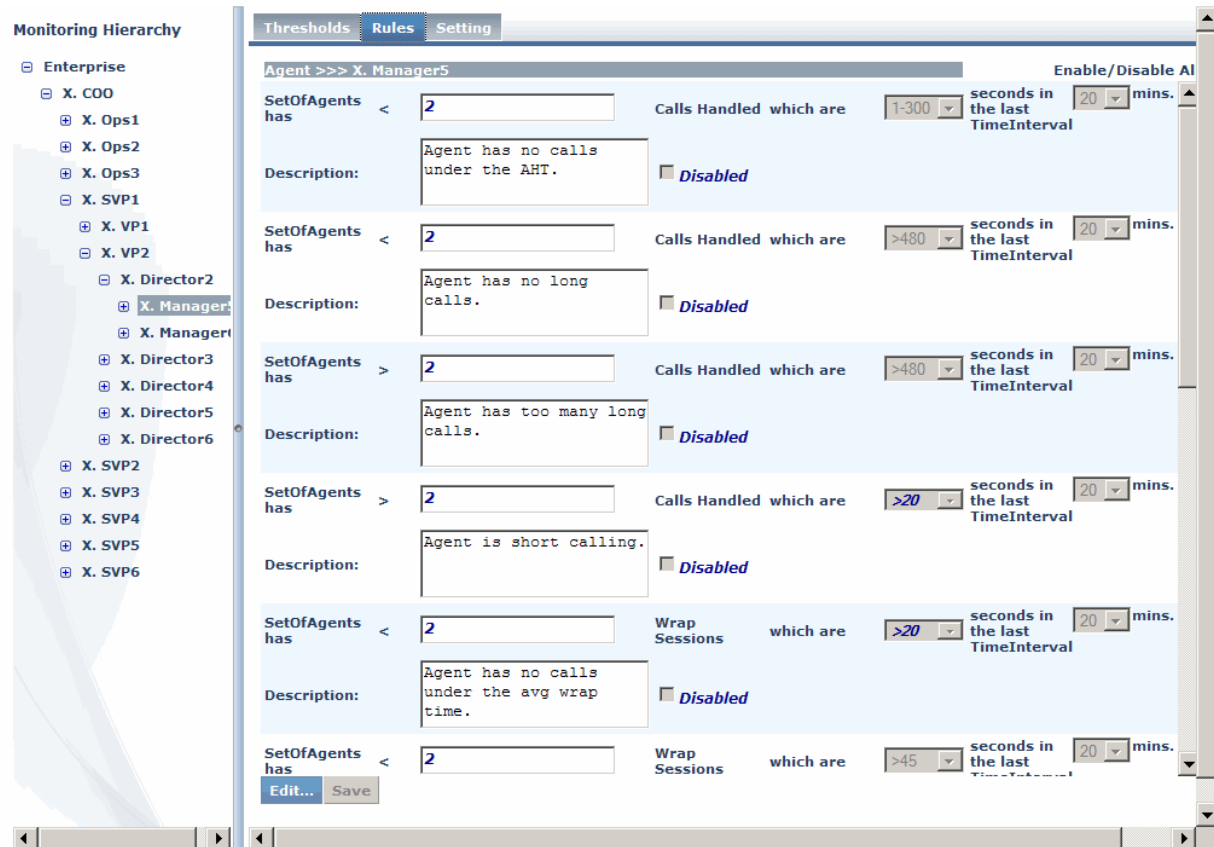 Monitoring Hierarchy
Enterprise
X. COO
X. Ops1
X. Ops2
X. Ops3
X. SVP1
X. VP1
X. VP2
X. Director2
X. Manager5
X. Manager
X. Director3
X. Director4
X. Director5
X. Director6
X. SVP2
X. SVP3
X. SVP4
X. SVP5
X. SVP6
Thresholds Rules Setting
Agent >>> X. Manager5 Enable/Disable Al
SetOfAgents has < 2 Calls Handled which are 1-300 seconds in the last TimeInterval 20 mins.
Description: Agent has no calls under the AHT. Disabled
SetOfAgents has < 2 Calls Handled which are >480 seconds in the last TimeInterval 20 mins.
Description: Agent has no long calls. Disabled
SetOfAgents has > 2 Calls Handled which are >480 seconds in the last TimeInterval 20 mins.
Description: Agent has too many long calls. Disabled
SetOfAgents has > 2 Calls Handled which are >20 seconds in the last TimeInterval 20 mins.
Description: Agent is short calling. Disabled
SetOfAgents has < 2 Wrap Sessions which are >20 seconds in the last TimeInterval 20 mins.
Description: Agent has no calls under the avg wrap time. Disabled
SetOfAgents has < 2 Wrap Sessions which are >45 seconds in the last TimeInterval 20 mins.
Edit... Save